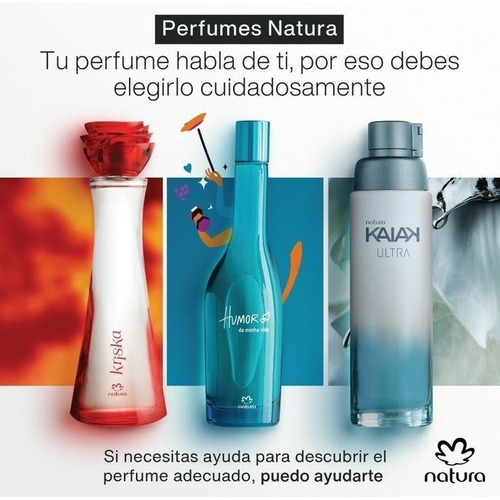 Perfumes Natura
Tu perfume habla de ti, por eso debes
elegirlo cuidadosamente
kriska
natura
HUMOR
da minha vida
natura
natura
KAIAK
ULTRA
Si necesitas ayuda para descubrir el
perfume adecuado, puedo ayudarte
natura